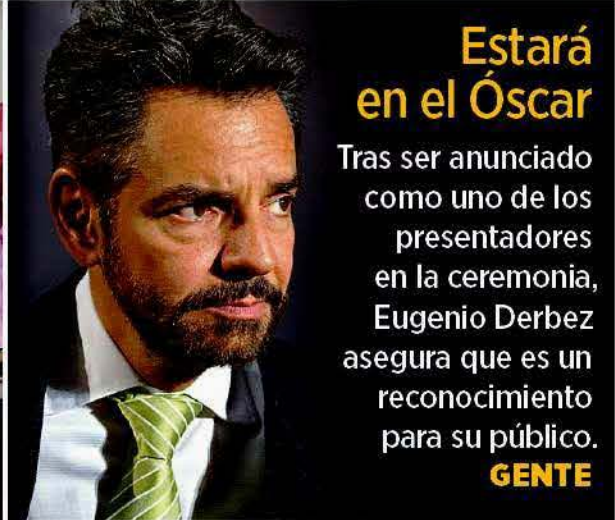 Estará
en el Óscar
Tras ser anunciado
como uno de los
presentadores
en la ceremonia,
Eugenio Derbez
asegura que es un
reconocimiento
para su público.
GENTE